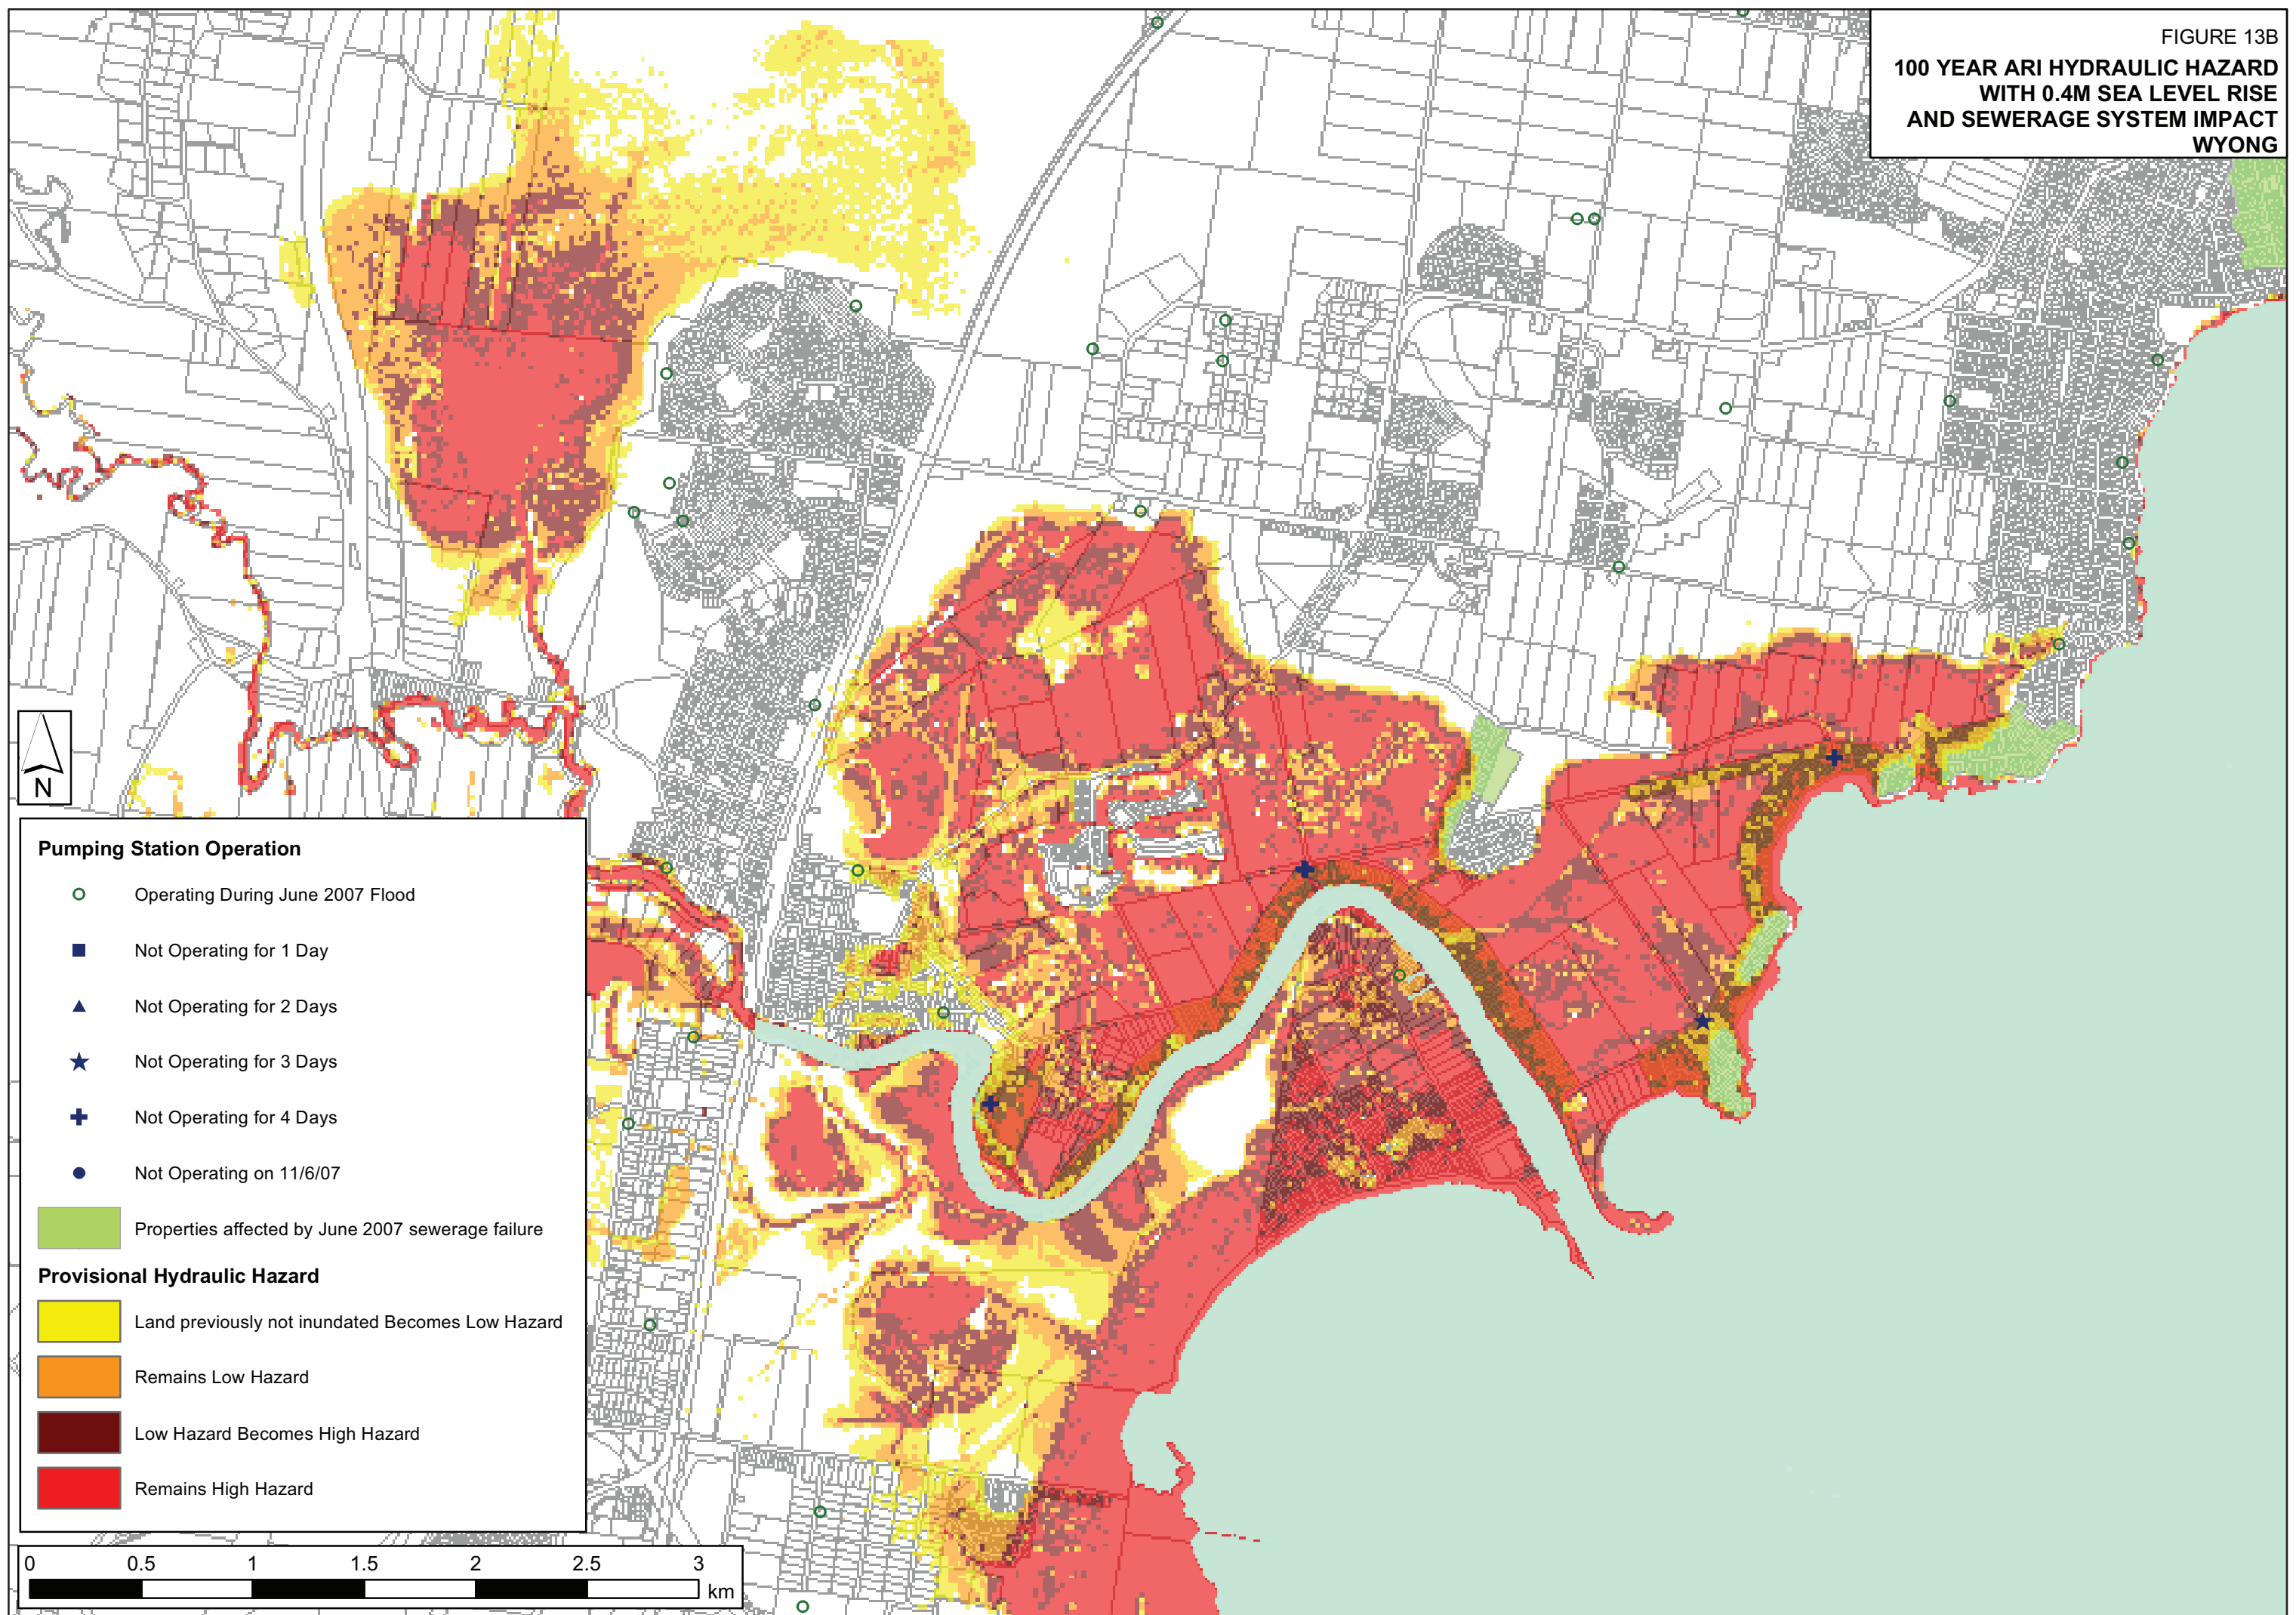 FIGURE 13B
100 YEAR ARI HYDRAULIC HAZARD
WITH 0.4M SEA LEVEL RISE
AND SEWERAGE SYSTEM IMPACT
WYONG
N
Pumping Station Operation
Operating During June 2007 Flood
Not Operating for 1 Day
Not Operating for 2 Days
Not Operating for 3 Days
Not Operating for 4 Days
Not Operating on 11/6/07
Properties affected by June 2007 sewerage failure
Provisional Hydraulic Hazard
Land previously not inundated Becomes Low Hazard
Remains Low Hazard
Low Hazard Becomes High Hazard
Remains High Hazard
0 0.5 1 1.5 2 2.5 3
km